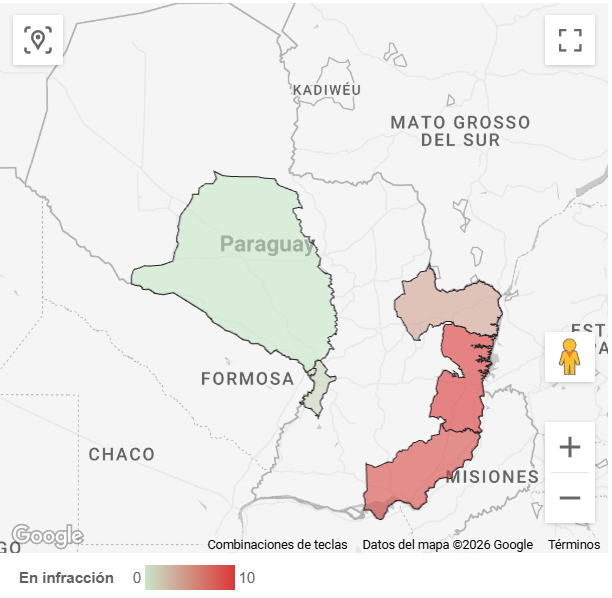 KADIWÉU
MATO GROSSO
DEL SUR
Paraguay
FORMOSA
CHACO
MISIONES
Google
Combinaciones de teclas
Datos del mapa ©2026 Google
Términos
En infracción
0
10